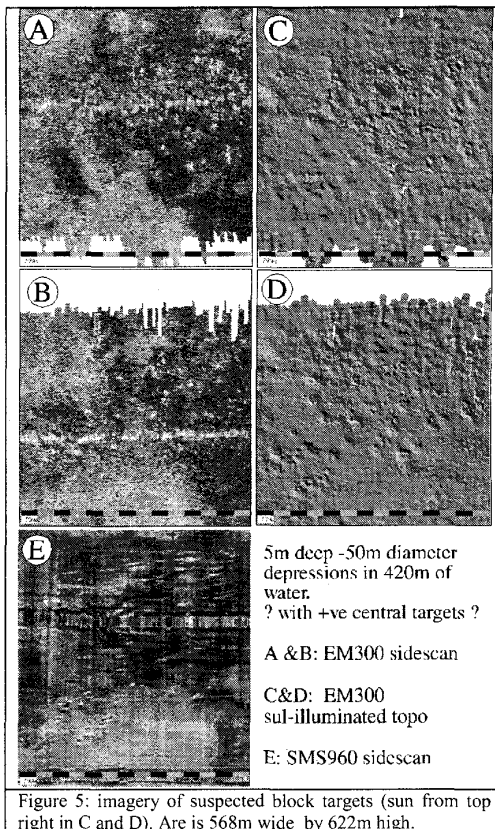 A
C
B
D
E
5m deep -50m diameter
depressions in 420m of
water.
? with +ve central targets ?
A &B: EM300 sidescan
C&D: EM300
sul-illuminated topo
E: SMS960 sidescan
Figure 5: imagery of suspected block targets (sun from top
right in C and D). Are is 568m wide by 622m high.